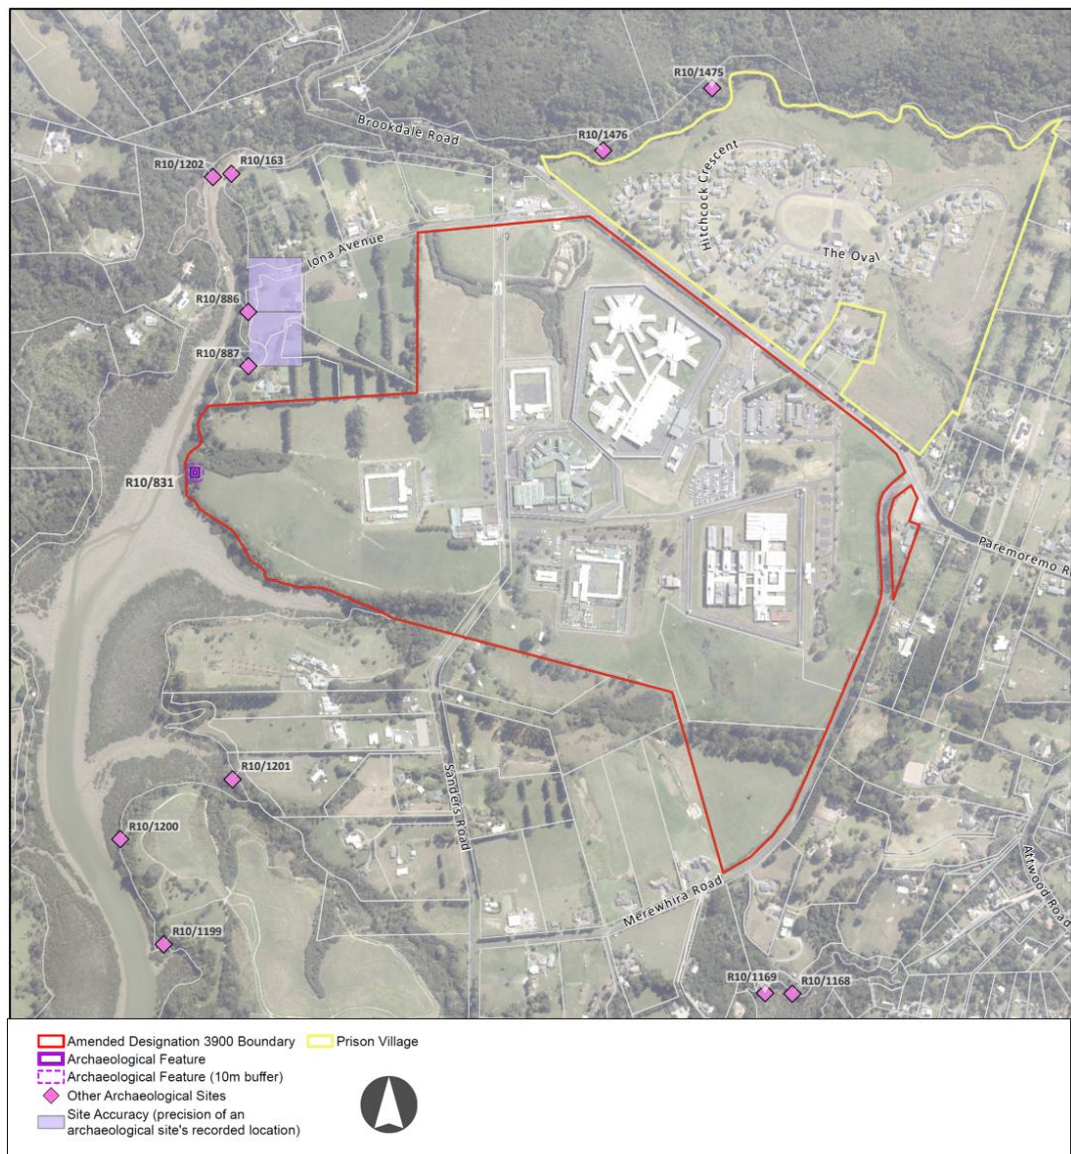 R10/1475
Brookdale Road
R10/1476
R10/1202
R10/163
Hitchcock Crescent
Iona Avenue
The Oval
R10/886
R10/887
R10/831
Paremoremo R
R10/1201
Sanders Road
R10/1200
Attwood Road
Merewhira Road
R10/1199
R10/1169
R10/1168
Amended Designation 3900 Boundary
Prison Village
Archaeological Feature
Archaeological Feature (10m buffer)
Other Archaeological Sites
Site Accuracy (precision of an
archaeological site's recorded location)